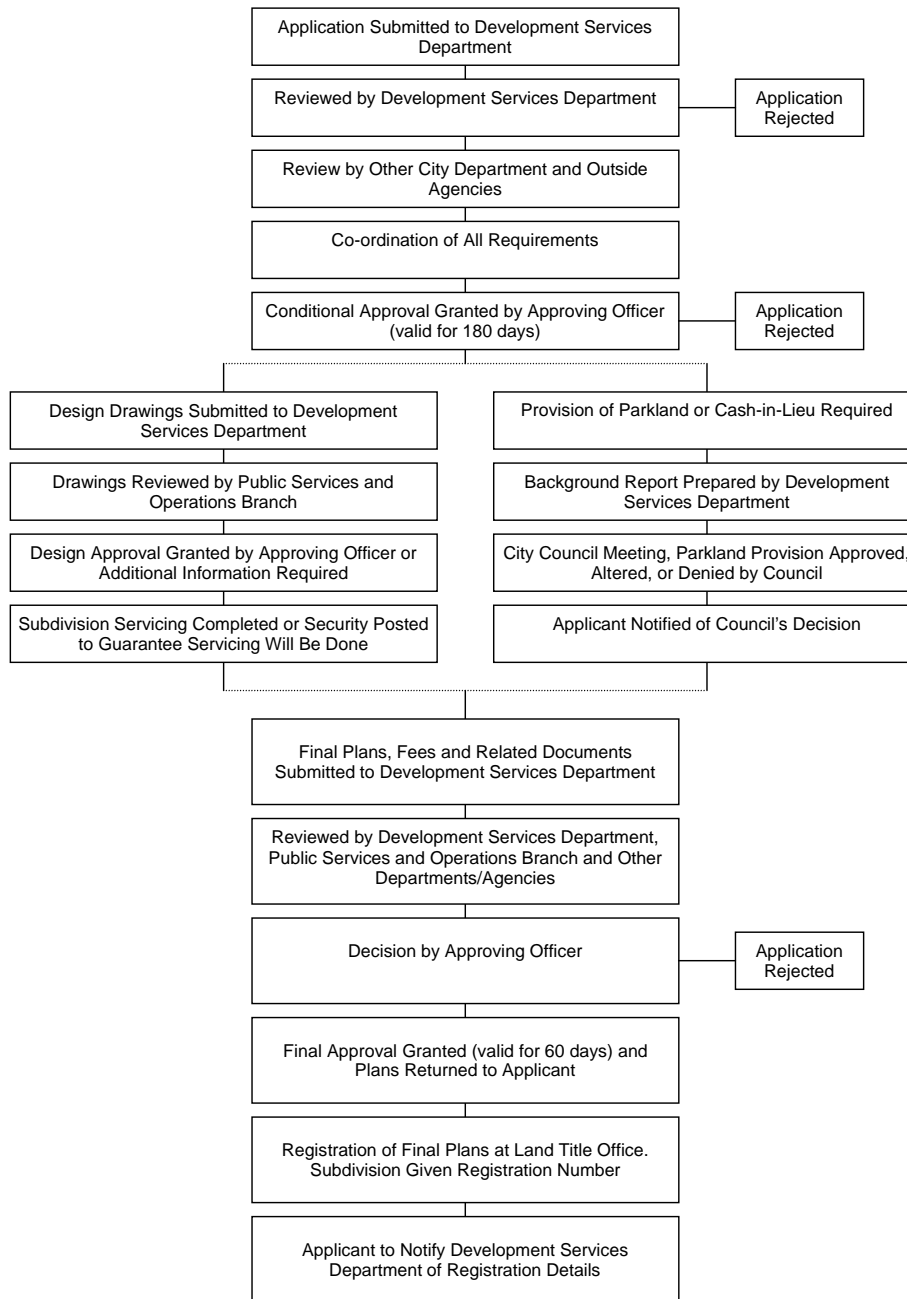 Application Submitted to Development Services
Department
Reviewed by Development Services Department
Application
Rejected
Review by Other City Department and Outside
Agencies
Co-ordination of All Requirements
Conditional Approval Granted by Approving Officer
(valid for 180 days)
Application
Rejected
Design Drawings Submitted to Development
Services Department
Drawings Reviewed by Public Services and
Operations Branch
Design Approval Granted by Approving Officer or
Additional Information Required
Subdivision Servicing Completed or Security Posted
to Guarantee Servicing Will Be Done
Provision of Parkland or Cash-in-Lieu Required
Background Report Prepared by Development
Services Department
City Council Meeting, Parkland Provision Approved,
Altered, or Denied by Council
Applicant Notified of Council's Decision
Final Plans, Fees and Related Documents
Submitted to Development Services Department
Reviewed by Development Services Department,
Public Services and Operations Branch and Other
Departments/Agencies
Decision by Approving Officer
Application
Rejected
Final Approval Granted (valid for 60 days) and
Plans Returned to Applicant
Registration of Final Plans at Land Title Office.
Subdivision Given Registration Number
Applicant to Notify Development Services
Department of Registration Details